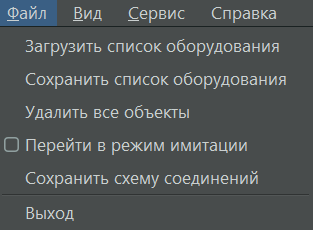 Файл Вид Сервис Справка
Загрузить список оборудования
Сохранить список оборудования
Удалить все объекты
Перейти в режим имитации
Сохранить схему соединений
Выход